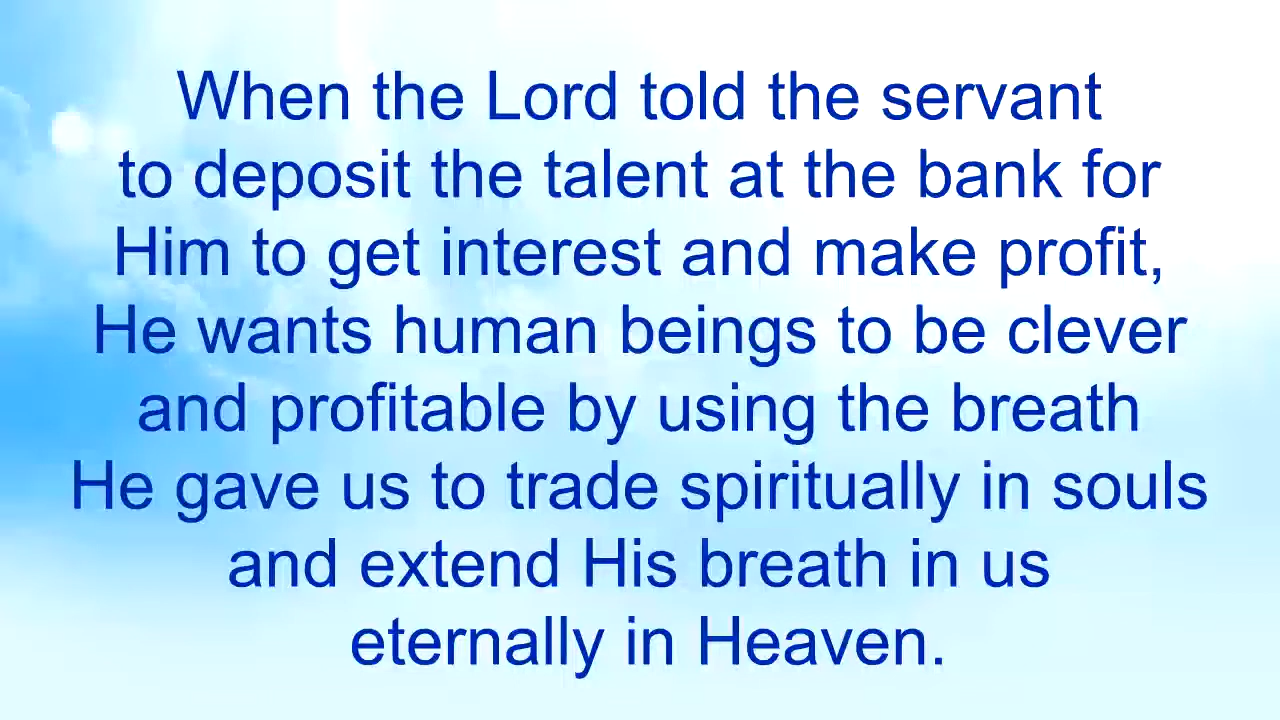 When the Lord told the servant
to deposit the talent at the bank for
Him to get interest and make profit,
He wants human beings to be clever
and profitable by using the breath
He gave us to trade spiritually in souls
and extend His breath in us
eternally in Heaven.